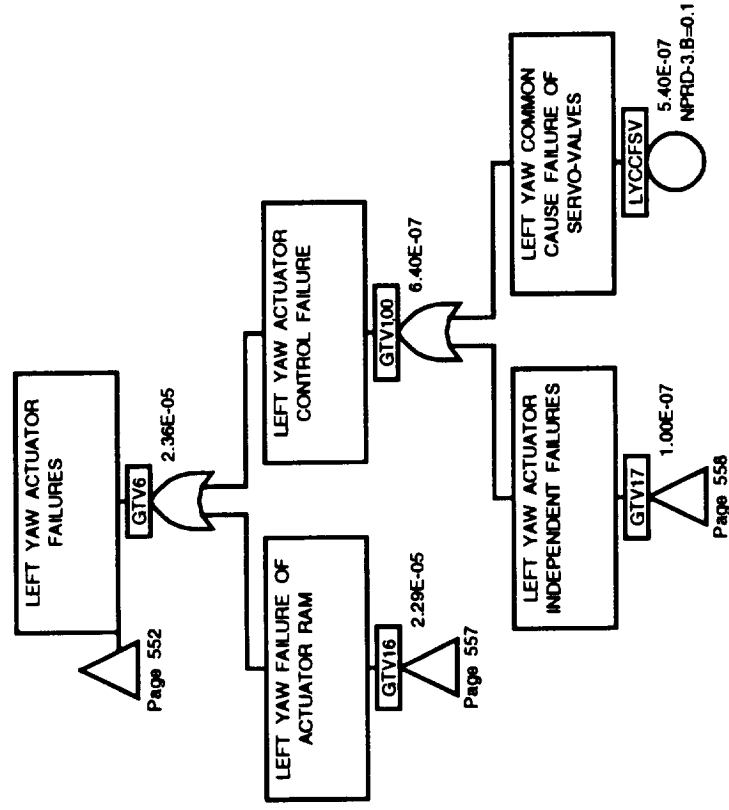 LEFT YAW ACTUATOR
FAILURES
GTV6
2.36E-05
Page 552
LEFT YAW FAILURE OF
ACTUATOR RAM
GTV16
2.29E-05
Page 557
LEFT YAW ACTUATOR
CONTROL FAILURE
GTV100
6.40E-07
LEFT YAW ACTUATOR
INDEPENDENT FAILURES
GTV17
1.00E-07
Page 558
LEFT YAW COMMON
CAUSE FAILURE OF
SERVO-VALVES
LYCCFSV
5.40E-07
NPRD-3.B=0.1